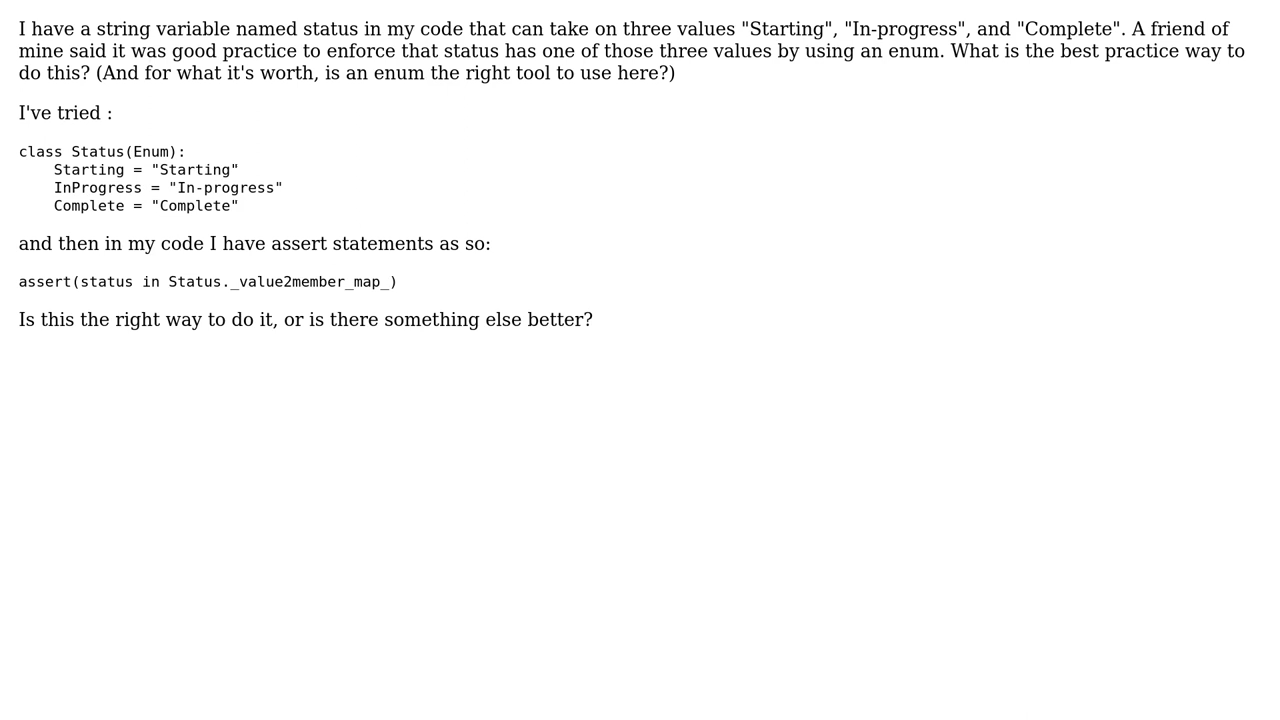 I have a string variable named status in my code that can take on three values "Starting", "In-progress", and "Complete". A friend of
mine said it was good practice to enforce that status has one of those three values by using an enum. What is the best practice way to
do this? (And for what it's worth, is an enum the right tool to use here?)
I've tried :
class Status(Enum):
    Starting = "Starting"
    InProgress = "In-progress"
    Complete = "Complete"
and then in my code I have assert statements as so:
assert(status in Status._value2member_map_)
Is this the right way to do it, or is there something else better?